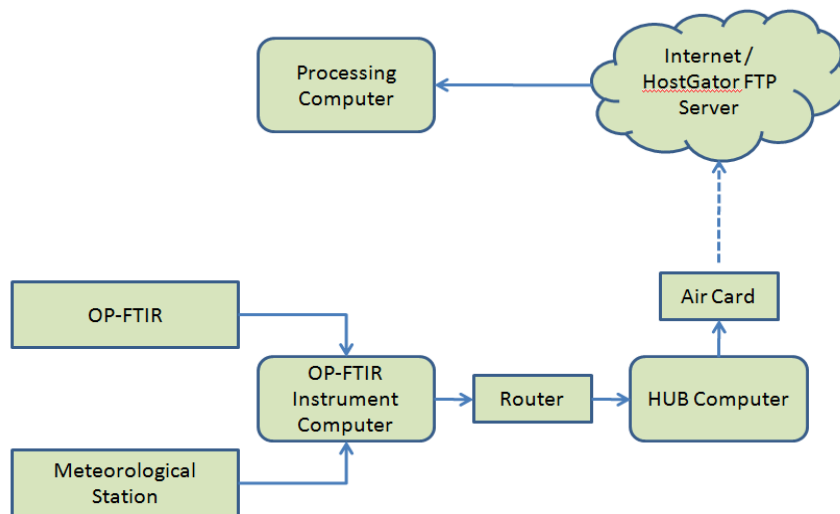 Processing
Computer
Internet /
HostGator FTP
Server
Air Card
OP-FTIR
OP-FTIR
Instrument
Computer
Router
HUB Computer
Meteorological
Station